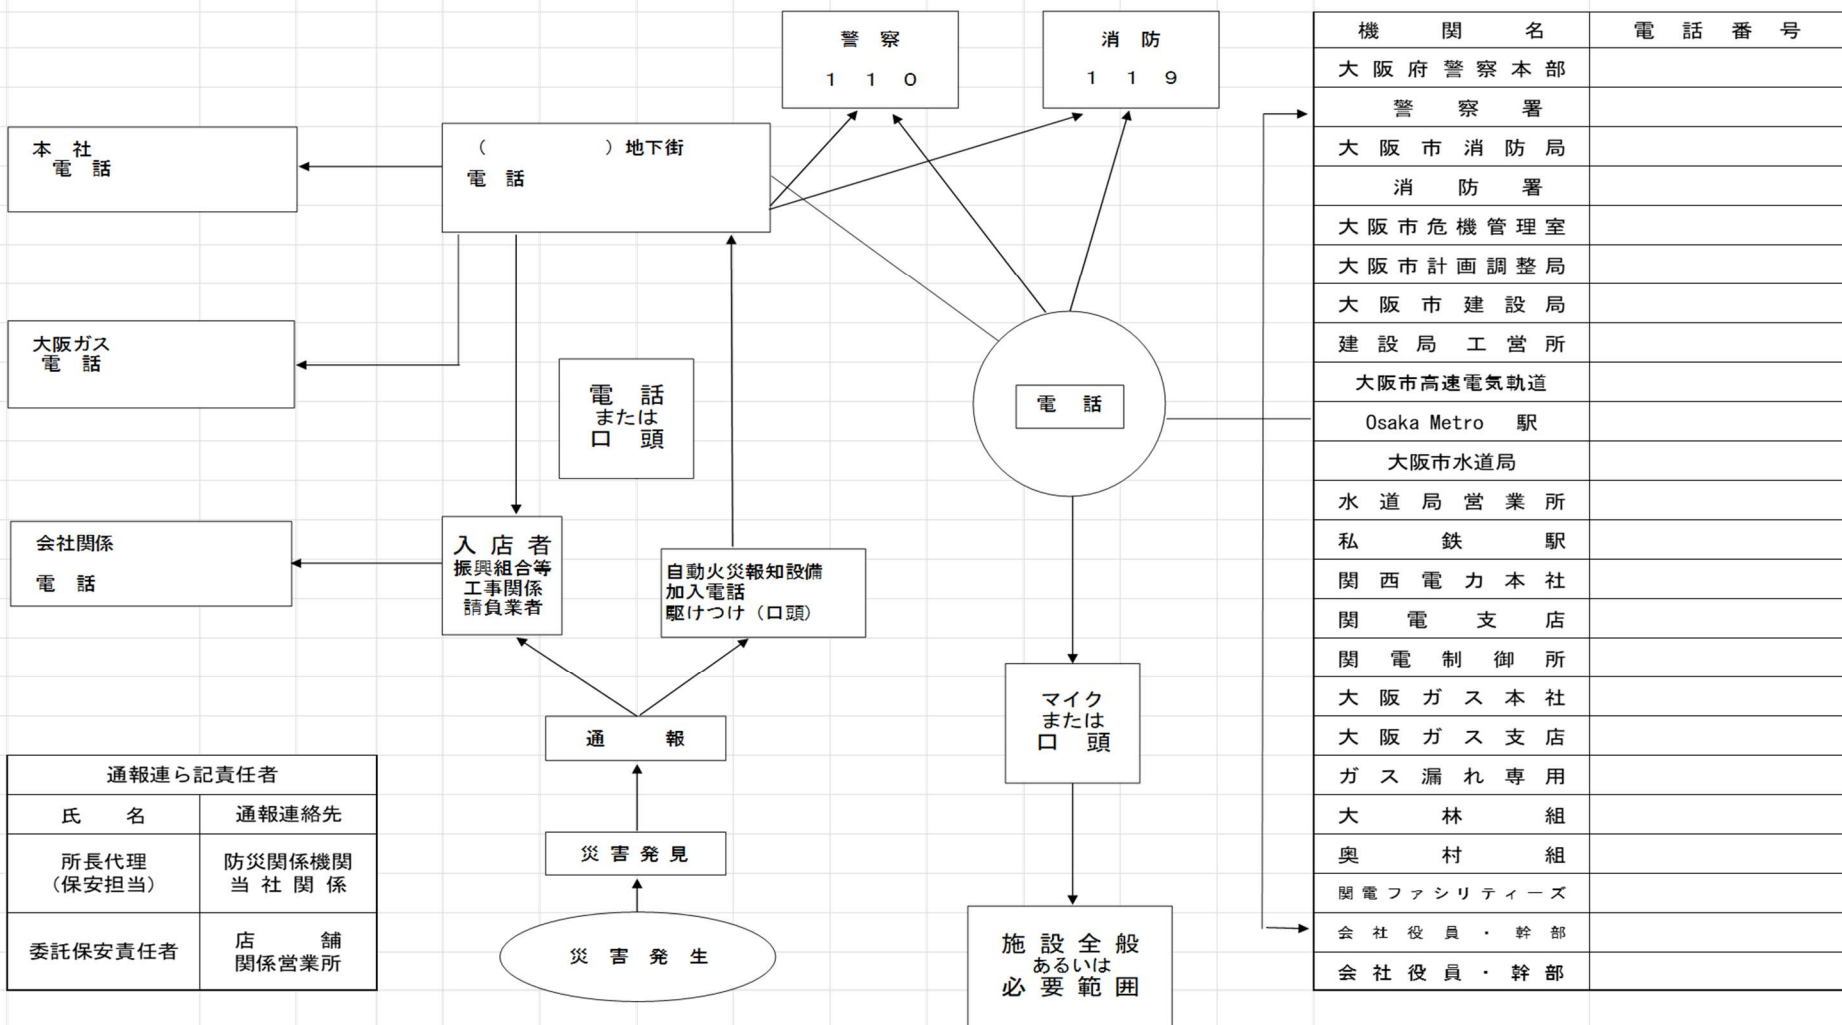 警　察
１　１　０
消　防
１　１　９
本　社
電　話
（　　　　　　）地下街
電　話
大阪ガス
電　話
電　話
または
口　頭
電　話
会社関係
電　話
入　店　者
振興組合等
工事関係
請負業者
自動火災報知設備
加入電話
駆けつけ（口頭）
マイク
または
口　頭
通　　　報
災 害 発 見
災　害　発　生
施 設 全 般
あるいは
必 要 範 囲
通報連ら記責任者
氏　　名　　通報連絡先
所長代理
（保安担当）
防災関係機関
当 社 関 係
委託保安責任者
店　　　舗
関係営業所
機　関　名　　電 話 番 号
大 阪 府 警 察 本 部
警　察　署
大 阪 市 消 防 局
消　防　署
大 阪 市 危 機 管 理 室
大 阪 市 計 画 調 整 局
大 阪 市 建 設 局
建 設 局　工 営 所
大阪市高速電気軌道
Osaka Metro　駅
大阪市水道局
水 道 局 営 業 所
私　鉄　駅
関 西 電 力 本 社
関 電 支 店
関 電 制 御 所
大 阪 ガ ス 本 社
大 阪 ガ ス 支 店
ガ ス 漏 れ 専 用
大　林　組
奥　村　組
関 電 フ ァ シ リ テ ィ ー ズ
会 社 役 員 ・ 幹 部
会 社 役 員 ・ 幹 部